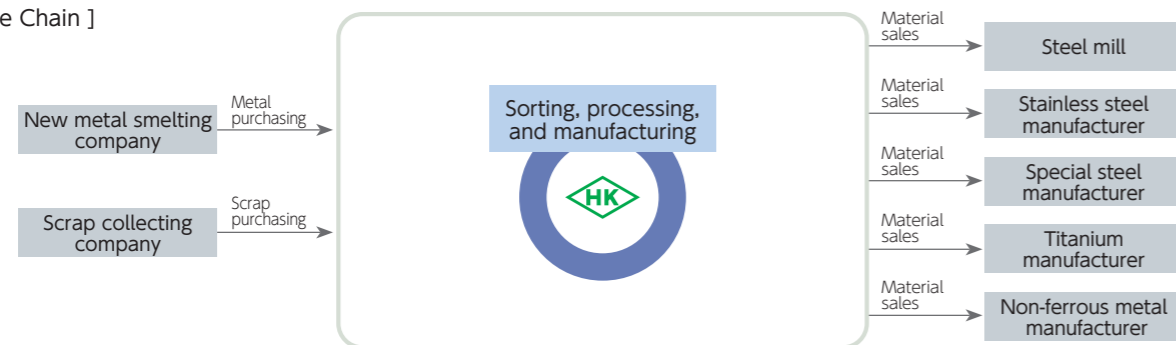 e Chain ]
New metal smelting
company
Metal
purchasing
Scrap collecting
company
Scrap
purchasing
Sorting, processing,
and manufacturing
HK
Material
sales
Steel mill
Material
sales
Stainless steel
manufacturer
Material
sales
Special steel
manufacturer
Material
sales
Titanium
manufacturer
Material
sales
Non-ferrous metal
manufacturer